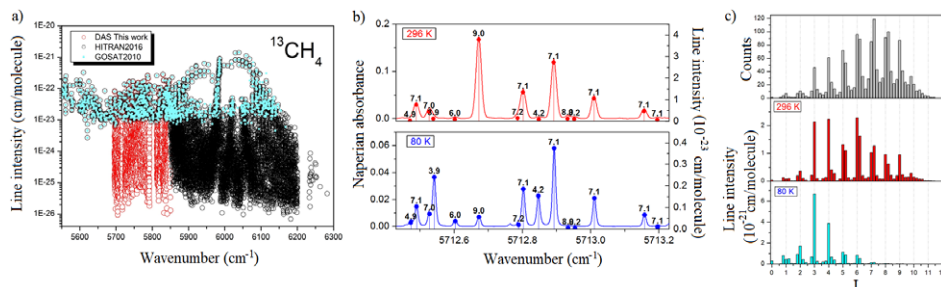 a)
Line intensity (cm/molecule)
1E-20
1E-21
1E-22
1E-23
1E-24
1E-25
1E-26
DAS This work
HITRAN2016
GOSAT2010
¹³CH₄
5600 5700 5800 5900 6000 6100 6200 6300
Wavenumber (cm⁻¹)
b)
Naperian absorbance
296 K
0.2
0.1
0.0
4.9 7.1 7.0 3.9 6.0 9.0 7.2 7.1 4.2 7.1 8.0 9.2 7.1 7.1 7.2
4
3
2
1
0
80 K
0.06
0.04
0.02
0.00
4.9 7.1 7.0 3.9 6.0 7.0 7.2 7.1 4.2 7.1 8.0 9.2 7.1 7.1 7.2
0.4
0.3
0.2
0.1
0.0
Line intensity (10⁻²³ cm/molecule)
5712.6 5712.8 5713.0 5713.2
Wavenumber (cm⁻¹)
c)
Counts
120
100
80
60
40
20
0
296 K
3
2
1
0
80 K
6
4
2
0
Line intensity
(10⁻²¹ cm/molecule)
0 1 2 3 4 5 6 7 8 9 10 11